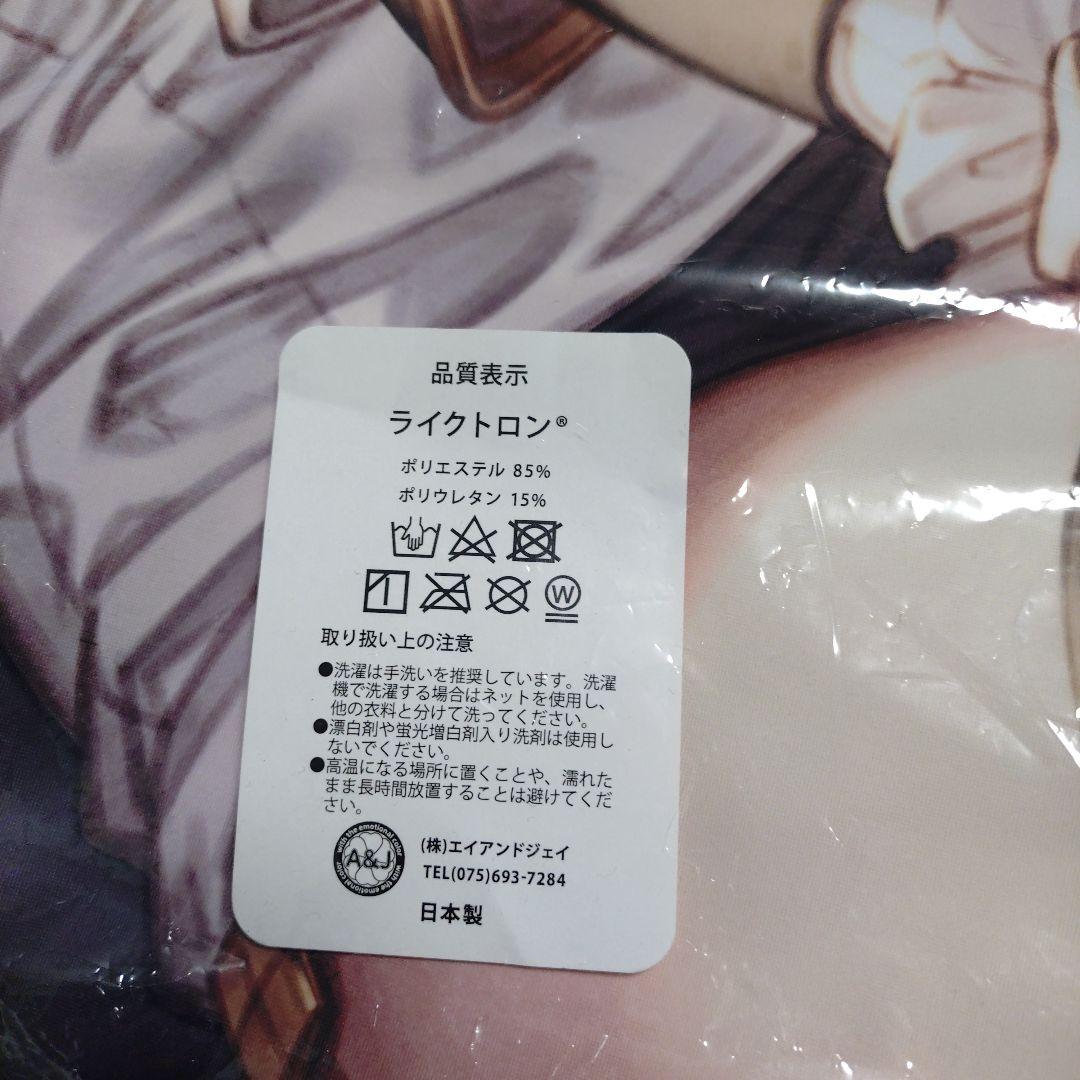 品質表示
ライクトロン®
ポリエステル 85%
ポリウレタン 15%
W
取り扱い上の注意
●洗濯は手洗いを推奨しています。洗濯
機で洗濯する場合はネットを使用し、
他の衣料と分けて洗ってください。
●漂白剤や蛍光増白剤入り洗剤は使用し
ないでください。
●高温になる場所に置くことや、濡れた
まま長時間放置することは避けてくだ
さい。
with the emotional color
A&J
with the emotional color
(株)エイアンドジェイ
TEL(075)693-7284
日本製